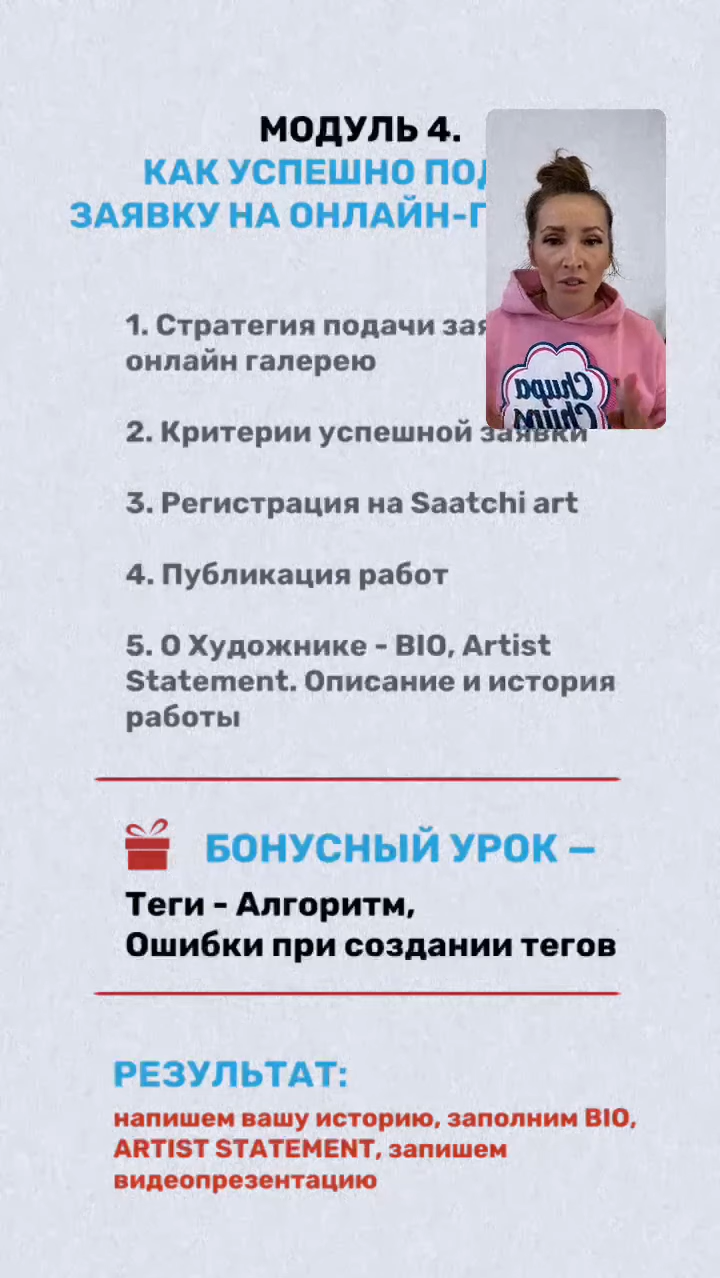 МОДУЛЬ 4.
КАК УСПЕШНО
ЗАЯВКУ НА ОНЛАЙН-
1. Стратегия подачи
онлайн галерею
2. Критерии успешной заявки
3. Регистрация на Saatchi art
4. Публикация работ
5. О Художнике - BIO, Artist
Statement. Описание и история
работы
БОНУСНЫЙ УРОК —
Теги - Алгоритм,
Ошибки при создании тегов
РЕЗУЛЬТАТ:
напишем вашу историю, заполним BIO,
ARTIST STATEMENT, запишем
видеопрезентацию
Chupa
Chups